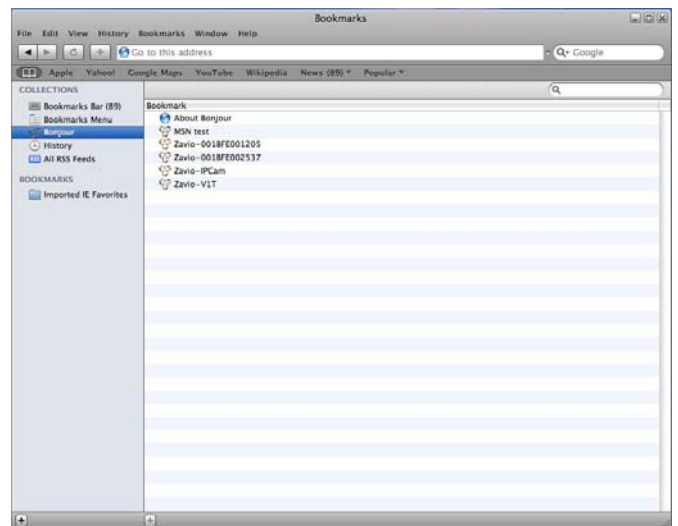 Bookmarks
File Edit View History Bookmarks Window Help
Go to this address
Google
Apple Yahoo! Google Maps YouTube Wikipedia News (89) Popular
COLLECTIONS
Bookmarks Bar (89)
Bookmarks Menu
Bonjour
History
All RSS Feeds
BOOKMARKS
Imported IE Favorites
Bookmark
About Bonjour
MSN test
Zavio-0018FE001205
Zavio-0018FE002537
Zavio-IPCam
Zavio-V1T